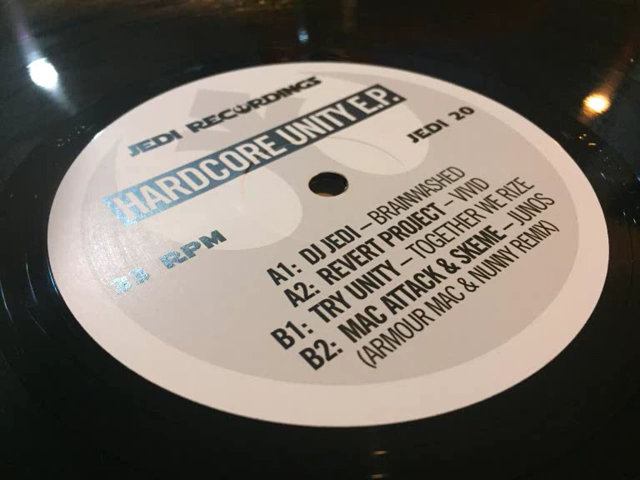 JEDI RECORDINGS
HARDCORE UNITY E.P.
JEDI 20
RPM
A1: DJ JEDI – BRAINWASHED
A2: REVERT PROJECT – VIVID
B1: TRY UNITY – TOGETHER WE RIZE
B2: MAC ATTACK & SKEME – JUNOS
(ARMOUR MAC & NUNNY REMIX)